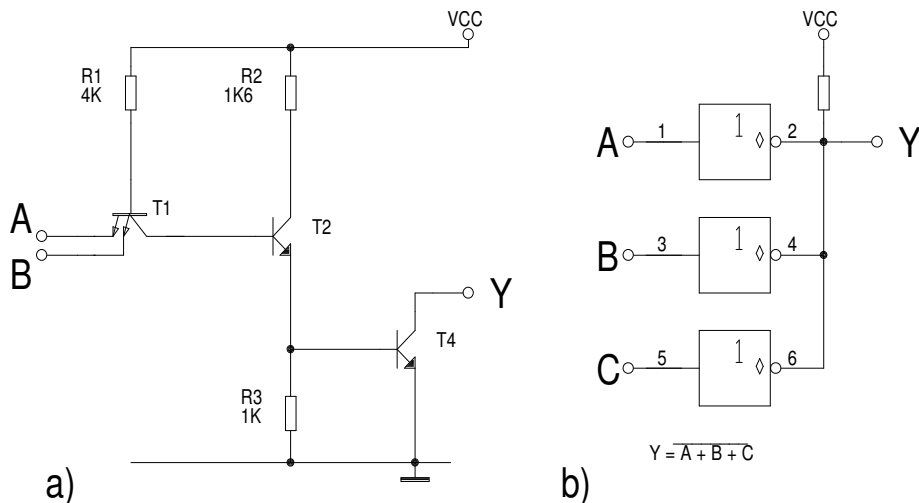 VCC
R1
4K
R2
1K6
T1
A
B
T2
Y
T4
R3
1K
a)
VCC
A 1 1 2 Y
B 3 1 4
C 5 1 6
Y = A + B + C
b)